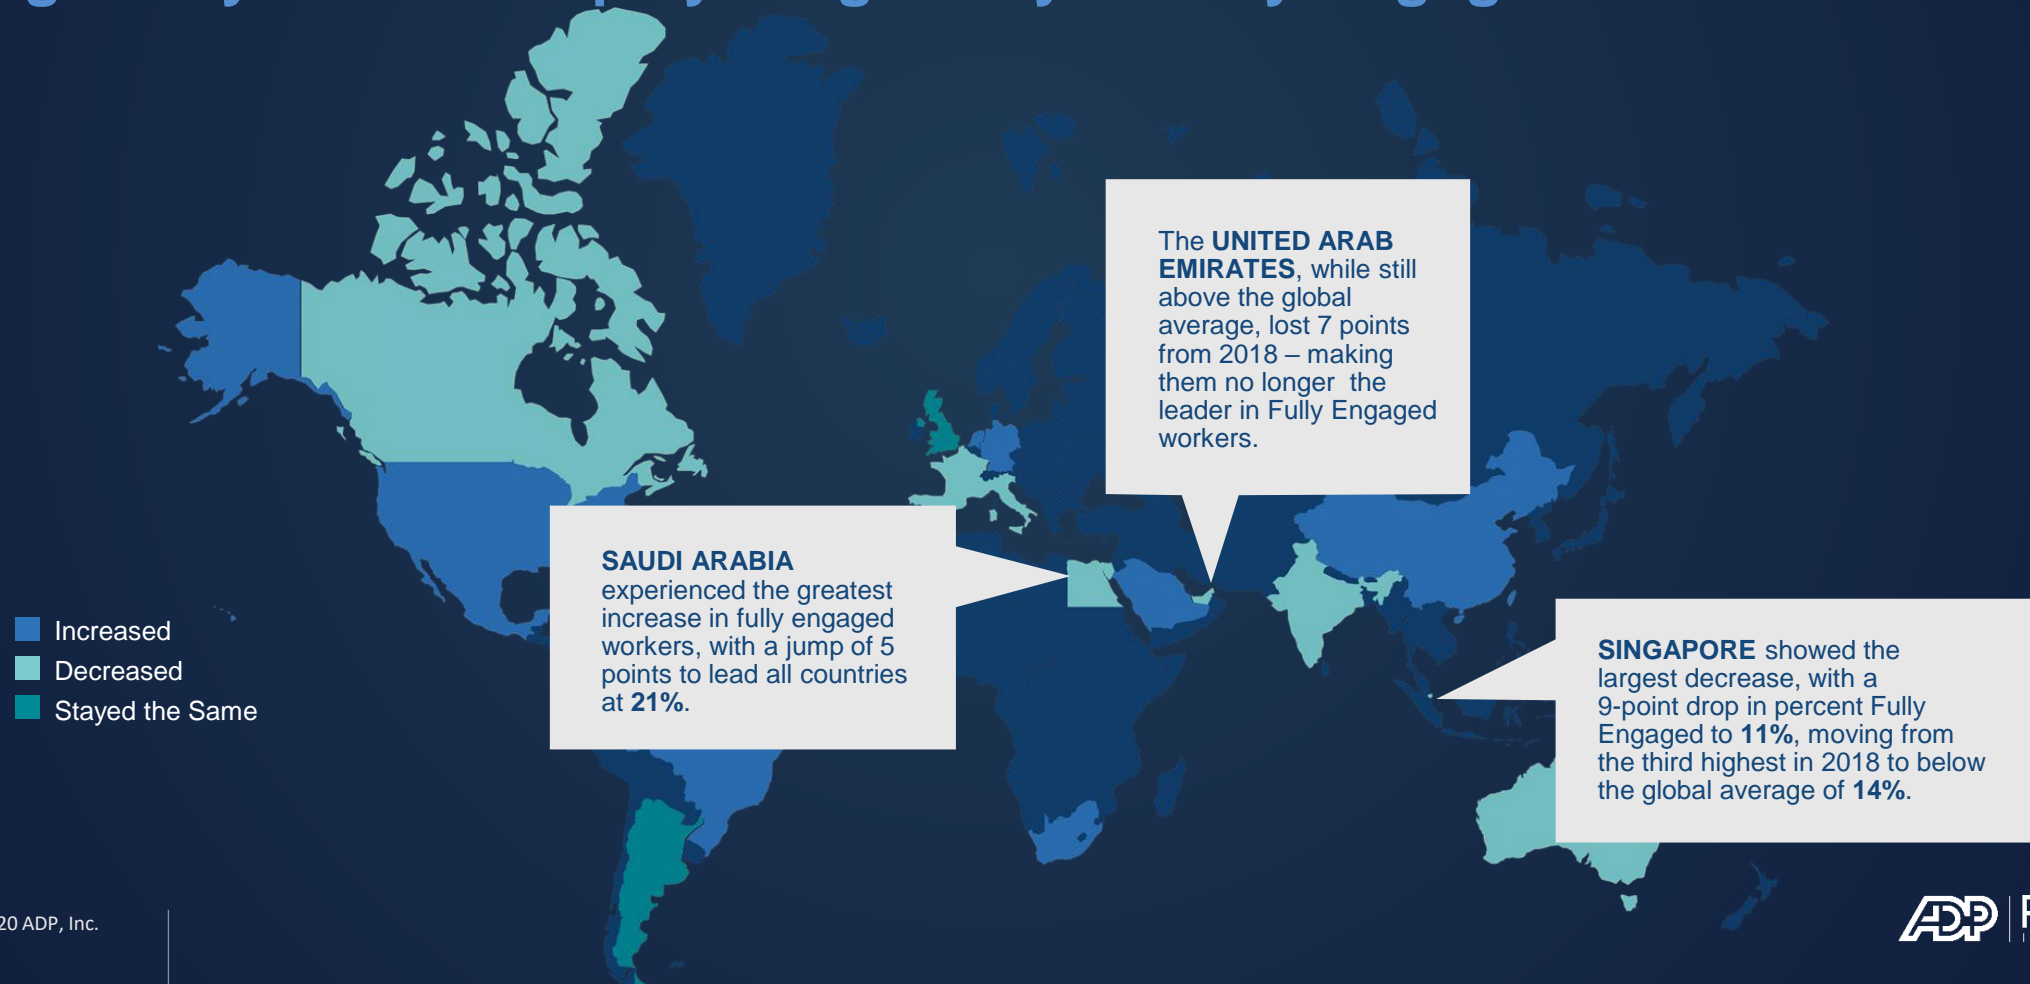 The UNITED ARAB
EMIRATES, while still
above the global
average, lost 7 points
from 2018 – making
them no longer the
leader in Fully Engaged
workers.
SAUDI ARABIA
experienced the greatest
increase in fully engaged
workers, with a jump of 5
points to lead all countries
at 21%.
Increased
Decreased
Stayed the Same
SINGAPORE showed the
largest decrease, with a
9-point drop in percent Fully
Engaged to 11%, moving from
the third highest in 2018 to below
the global average of 14%.
20 ADP, Inc.
ADP